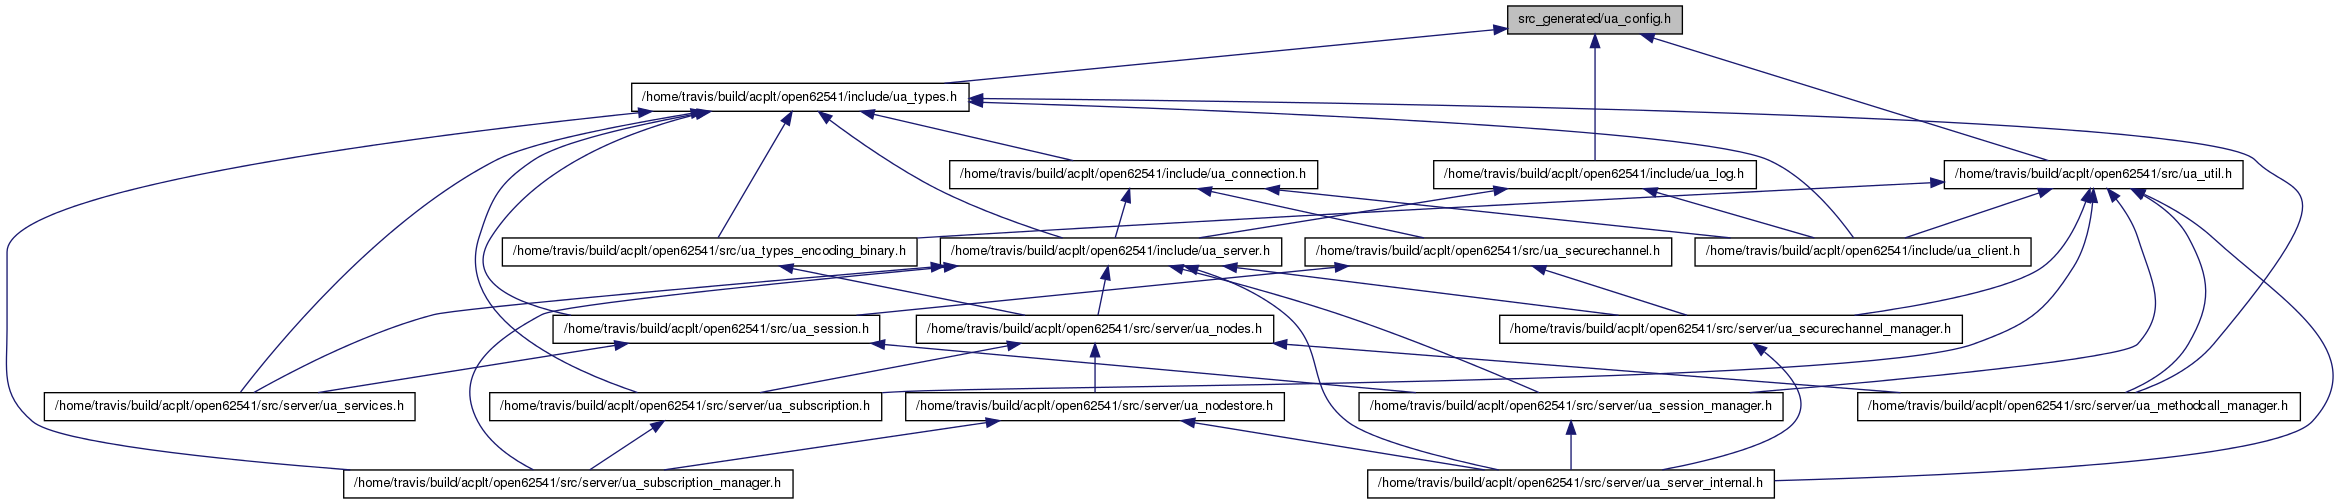 src_generated/ua_config.h
/home/travis/build/acplt/open62541/include/ua_types.h
/home/travis/build/acplt/open62541/include/ua_connection.h
/home/travis/build/acplt/open62541/include/ua_log.h
/home/travis/build/acplt/open62541/src/ua_util.h
/home/travis/build/acplt/open62541/src/ua_types_encoding_binary.h
/home/travis/build/acplt/open62541/include/ua_server.h
/home/travis/build/acplt/open62541/src/ua_securechannel.h
/home/travis/build/acplt/open62541/include/ua_client.h
/home/travis/build/acplt/open62541/src/ua_session.h
/home/travis/build/acplt/open62541/src/server/ua_nodes.h
/home/travis/build/acplt/open62541/src/server/ua_securechannel_manager.h
/home/travis/build/acplt/open62541/src/server/ua_services.h
/home/travis/build/acplt/open62541/src/server/ua_subscription.h
/home/travis/build/acplt/open62541/src/server/ua_nodestore.h
/home/travis/build/acplt/open62541/src/server/ua_session_manager.h
/home/travis/build/acplt/open62541/src/server/ua_methodcall_manager.h
/home/travis/build/acplt/open62541/src/server/ua_subscription_manager.h
/home/travis/build/acplt/open62541/src/server/ua_server_internal.h